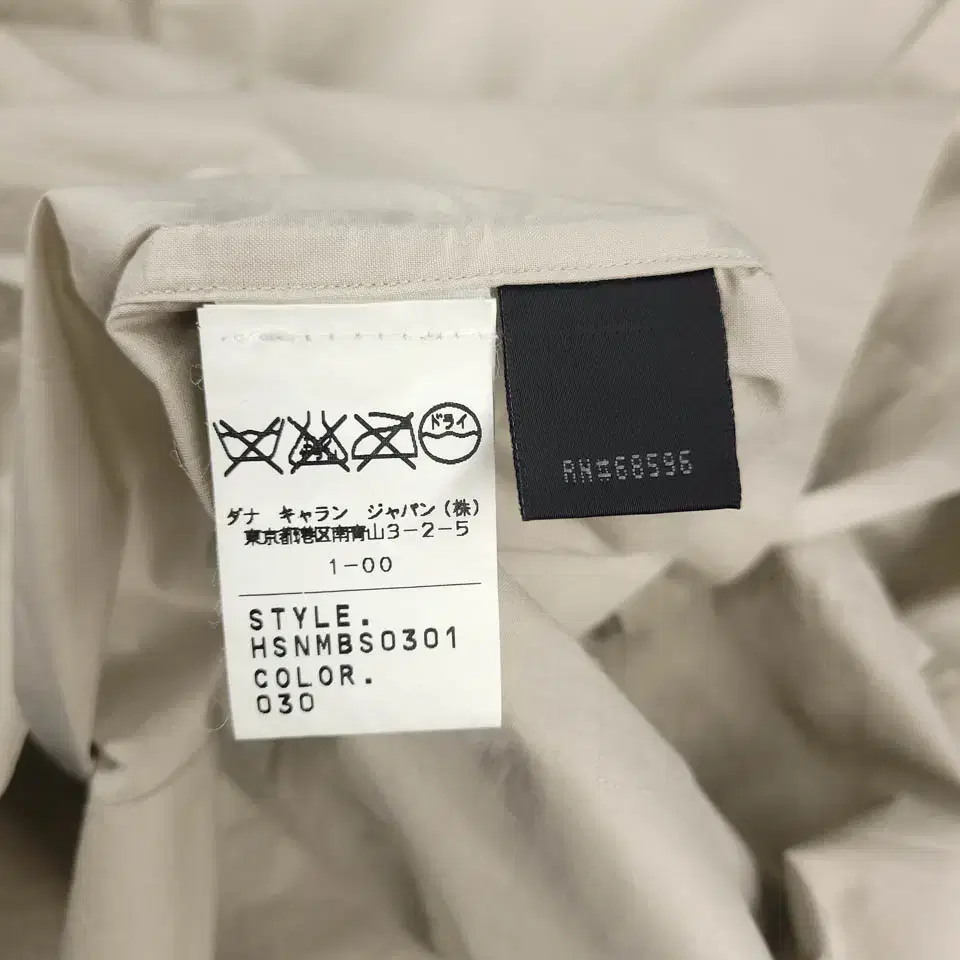 ドライ
ダナ キャラン ジャパン(株)
東京都港区南青山3-2-5
1-00
STYLE.
HSNMBS0301
COLOR.
030
RN#68596